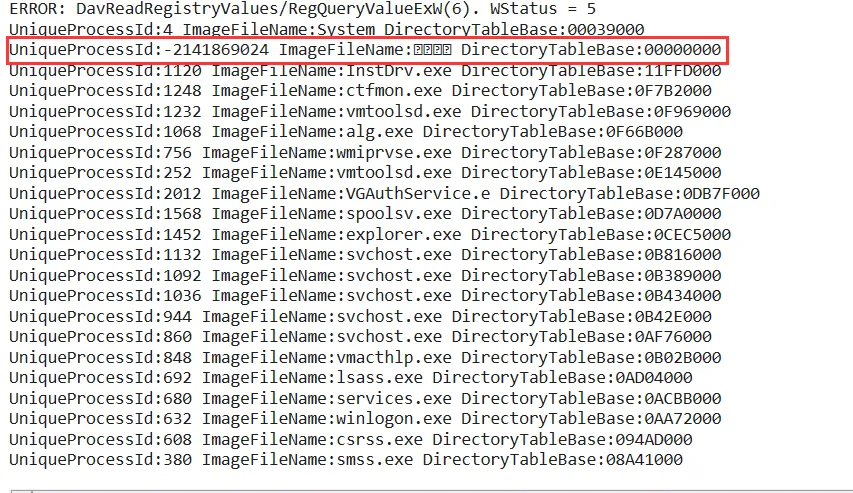 ERROR: DavReadRegistryValues/RegQueryValueExW(6). WStatus = 5
UniqueProcessId:4 ImageFileName:System DirectoryTableBase:00039000
UniqueProcessId:-2141869024 ImageFileName: DirectoryTableBase:00000000
UniqueProcessId:1120 ImageFileName:InstDrv.exe DirectoryTableBase:11FFD000
UniqueProcessId:1248 ImageFileName:ctfmon.exe DirectoryTableBase:0F7B2000
UniqueProcessId:1232 ImageFileName:vmtoolsd.exe DirectoryTableBase:0F969000
UniqueProcessId:1068 ImageFileName:alg.exe DirectoryTableBase:0F66B000
UniqueProcessId:756 ImageFileName:wmiprvse.exe DirectoryTableBase:0F287000
UniqueProcessId:252 ImageFileName:vmtoolsd.exe DirectoryTableBase:0E145000
UniqueProcessId:2012 ImageFileName:VGAuthService.e DirectoryTableBase:0DB7F000
UniqueProcessId:1568 ImageFileName:spoolsv.exe DirectoryTableBase:0D7A0000
UniqueProcessId:1452 ImageFileName:explorer.exe DirectoryTableBase:0CEC5000
UniqueProcessId:1132 ImageFileName:svchost.exe DirectoryTableBase:0B816000
UniqueProcessId:1092 ImageFileName:svchost.exe DirectoryTableBase:0B389000
UniqueProcessId:1036 ImageFileName:svchost.exe DirectoryTableBase:0B434000
UniqueProcessId:944 ImageFileName:svchost.exe DirectoryTableBase:0B42E000
UniqueProcessId:860 ImageFileName:svchost.exe DirectoryTableBase:0AF76000
UniqueProcessId:848 ImageFileName:vmacthlp.exe DirectoryTableBase:0B02B000
UniqueProcessId:692 ImageFileName:lsass.exe DirectoryTableBase:0AD04000
UniqueProcessId:680 ImageFileName:services.exe DirectoryTableBase:0ACBB000
UniqueProcessId:632 ImageFileName:winlogon.exe DirectoryTableBase:0AA72000
UniqueProcessId:608 ImageFileName:csrss.exe DirectoryTableBase:094AD000
UniqueProcessId:380 ImageFileName:smss.exe DirectoryTableBase:08A41000